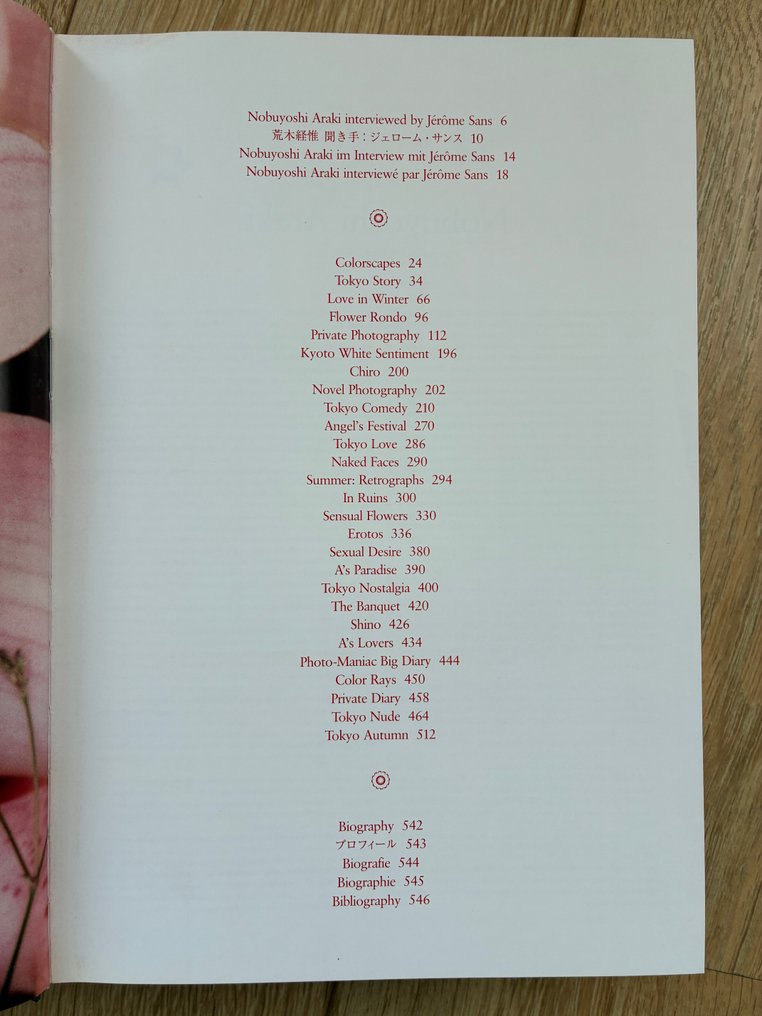 Nobuyoshi Araki interviewed by Jérôme Sans 6
荒木経惟 聞き手：ジェローム・サンス 10
Nobuyoshi Araki im Interview mit Jérôme Sans 14
Nobuyoshi Araki interviewé par Jérôme Sans 18
Colorscapes 24
Tokyo Story 34
Love in Winter 66
Flower Rondo 96
Private Photography 112
Kyoto White Sentiment 196
Chiro 200
Novel Photography 202
Tokyo Comedy 210
Angel's Festival 270
Tokyo Love 286
Naked Faces 290
Summer: Retrographs 294
In Ruins 300
Sensual Flowers 330
Erotos 336
Sexual Desire 380
A's Paradise 390
Tokyo Nostalgia 400
The Banquet 420
Shino 426
A's Lovers 434
Photo-Maniac Big Diary 444
Color Rays 450
Private Diary 458
Tokyo Nude 464
Tokyo Autumn 512
Biography 542
プロフィール 543
Biografie 544
Biographie 545
Bibliography 546